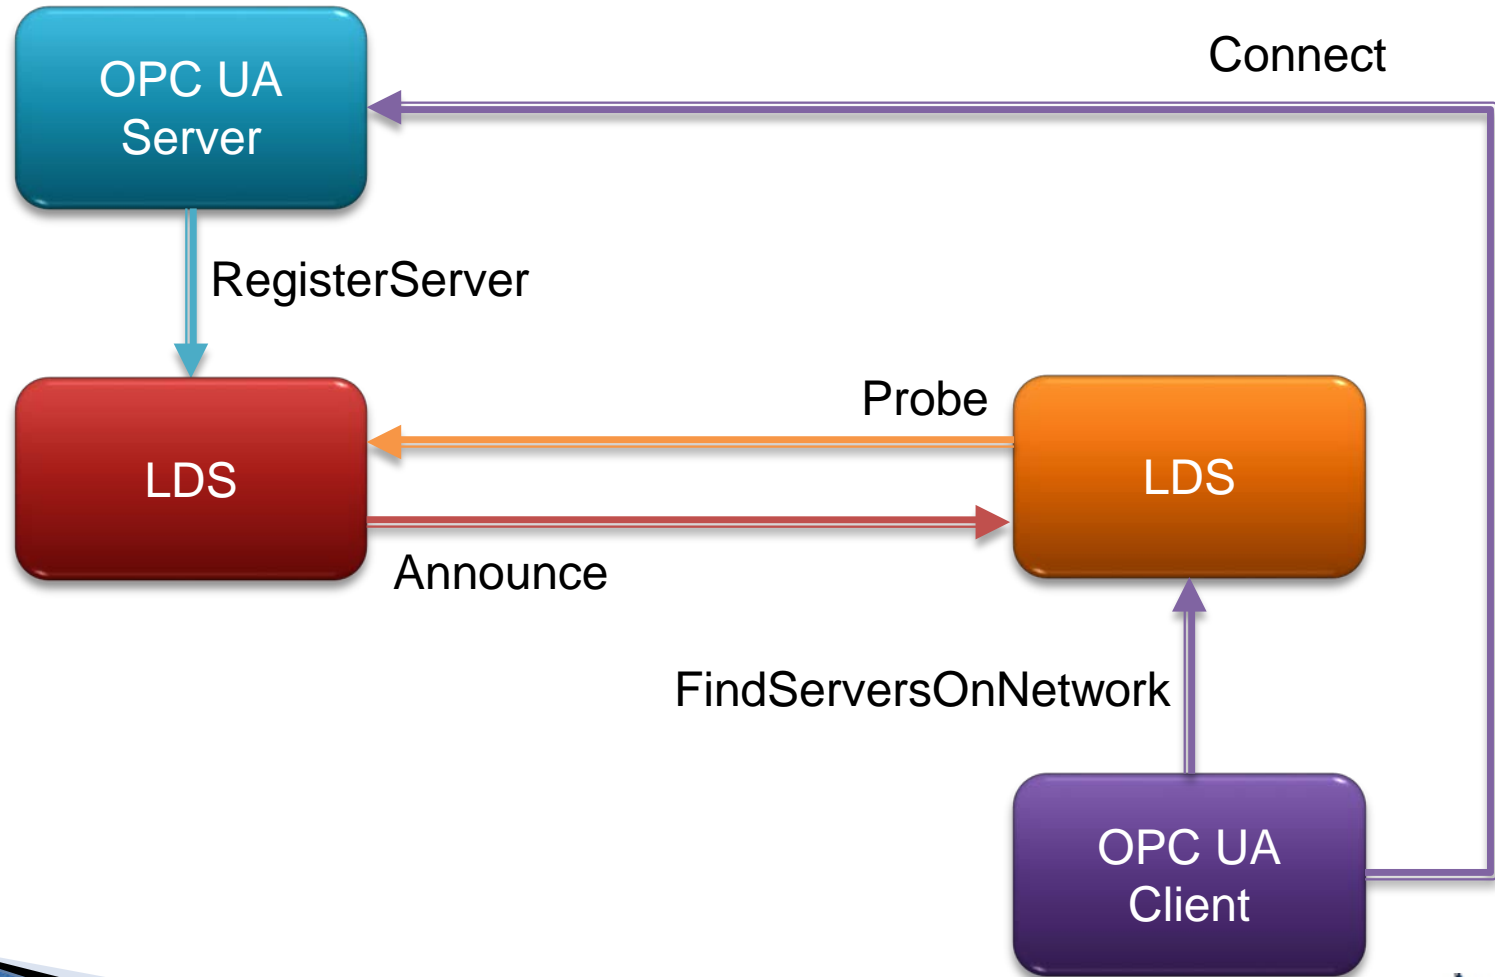 OPC UA
Server
Connect
RegisterServer
LDS
Probe
LDS
Announce
FindServersOnNetwork
OPC UA
Client